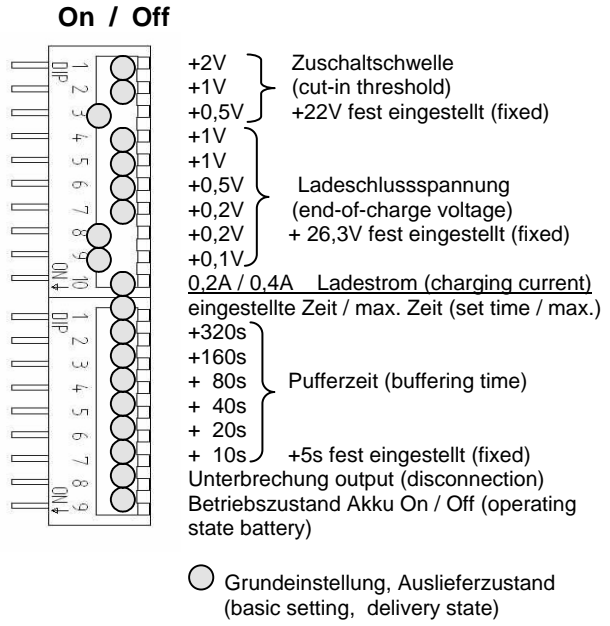 On / Off
DIP
1
2
3
4
5
6
7
8
9
10
ON↓
+2V
+1V
+0,5V
Zuschaltschwelle
(cut-in threshold)
+22V fest eingestellt (fixed)
+1V
+1V
+0,5V
+0,2V
+0,2V
+0,1V
Ladeschlussspannung
(end-of-charge voltage)
+ 26,3V fest eingestellt (fixed)
0,2A / 0,4A Ladestrom (charging current)
DIP
1
2
3
4
5
6
7
8
9
ON↓
eingestellte Zeit / max. Zeit (set time / max.)
+320s
+160s
+ 80s
+ 40s
+ 20s
+ 10s
Pufferzeit (buffering time)
+5s fest eingestellt (fixed)
Unterbrechung output (disconnection)
Betriebszustand Akku On / Off (operating
state battery)
Grundeinstellung, Auslieferzustand
(basic setting, delivery state)